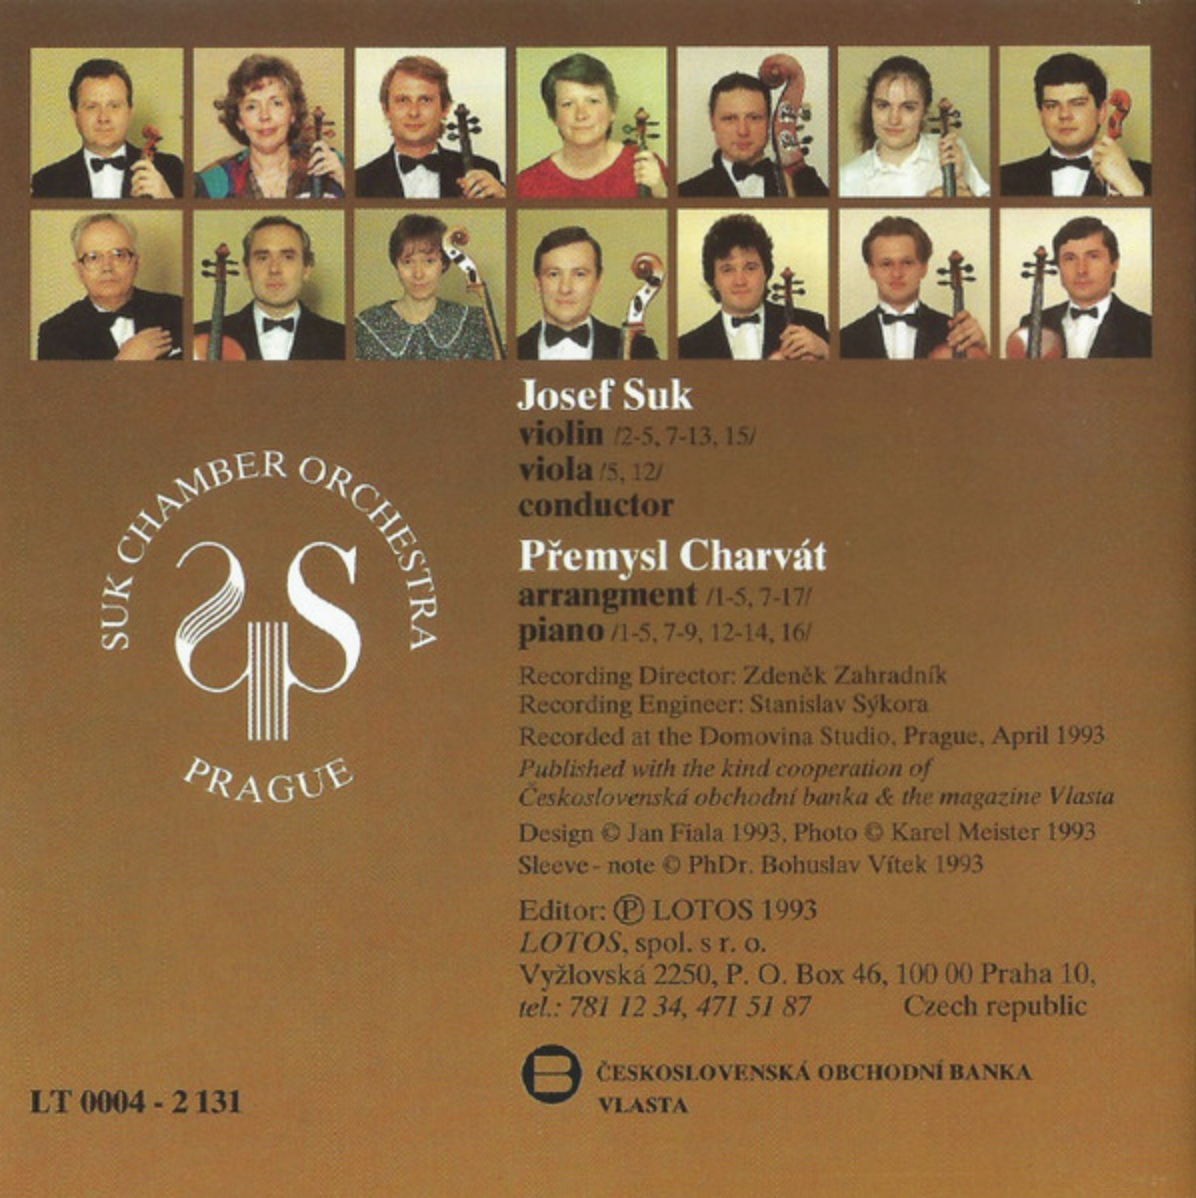 SUK CHAMBER ORCHESTRA
PRAGUE
Josef Suk
violin /2-5, 7-13, 15/
viola /5, 12/
conductor
Přemysl Charvát
arrangment /1-5, 7-17/
piano /1-5, 7-9, 12-14, 16/
Recording Director: Zdeněk Zahradník
Recording Engineer: Stanislav Sýkora
Recorded at the Domovina Studio, Prague, April 1993
Published with the kind cooperation of
Československá obchodní banka & the magazine Vlasta
Design © Jan Fiala 1993, Photo © Karel Meister 1993
Sleeve - note © PhDr. Bohuslav Vítek 1993
Editor: Ⓟ LOTOS 1993
LOTOS, spol. s r. o.
Vyžlovská 2250, P. O. Box 46, 100 00 Praha 10,
tel.: 781 12 34, 471 51 87 Czech republic
ČESKOSLOVENSKÁ OBCHODNÍ BANKA
VLASTA
LT 0004 - 2 131